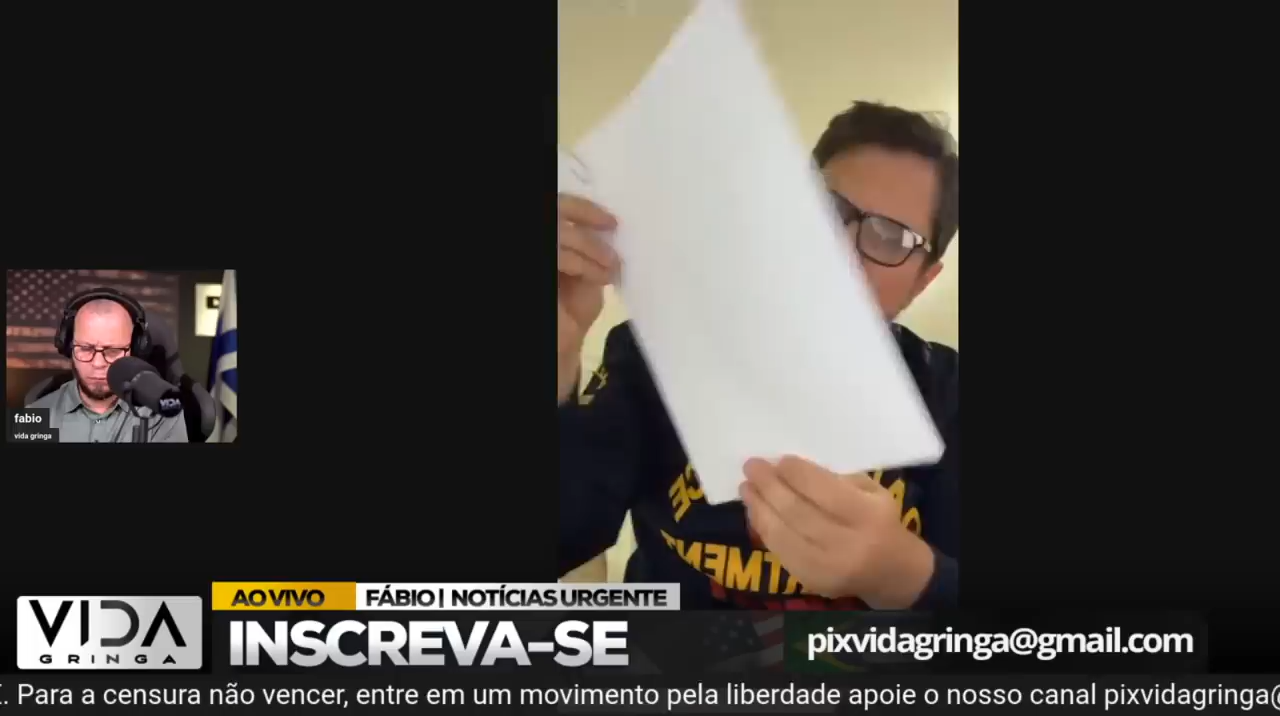 fabio
vida gringa
VIDA
GRINGA
AO VIVO
FÁBIO | NOTÍCIAS URGENTE
INSCREVA-SE
pixvidagringa@gmail.com
. Para a censura não vencer, entre em um movimento pela liberdade apoie o nosso canal pixvidagringa@